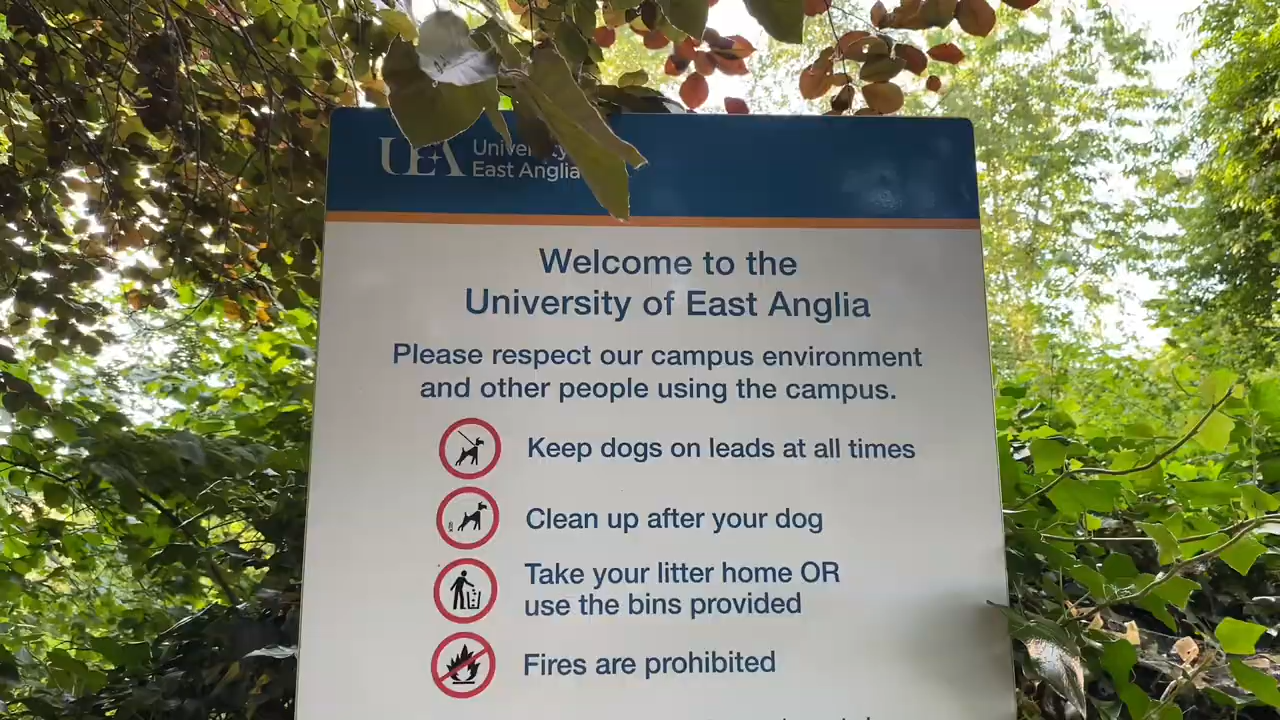 UEA
East Anglia
Welcome to the
University of East Anglia
Please respect our campus environment
and other people using the campus.
Keep dogs on leads at all times
Clean up after your dog
Take your litter home OR
use the bins provided
Fires are prohibited